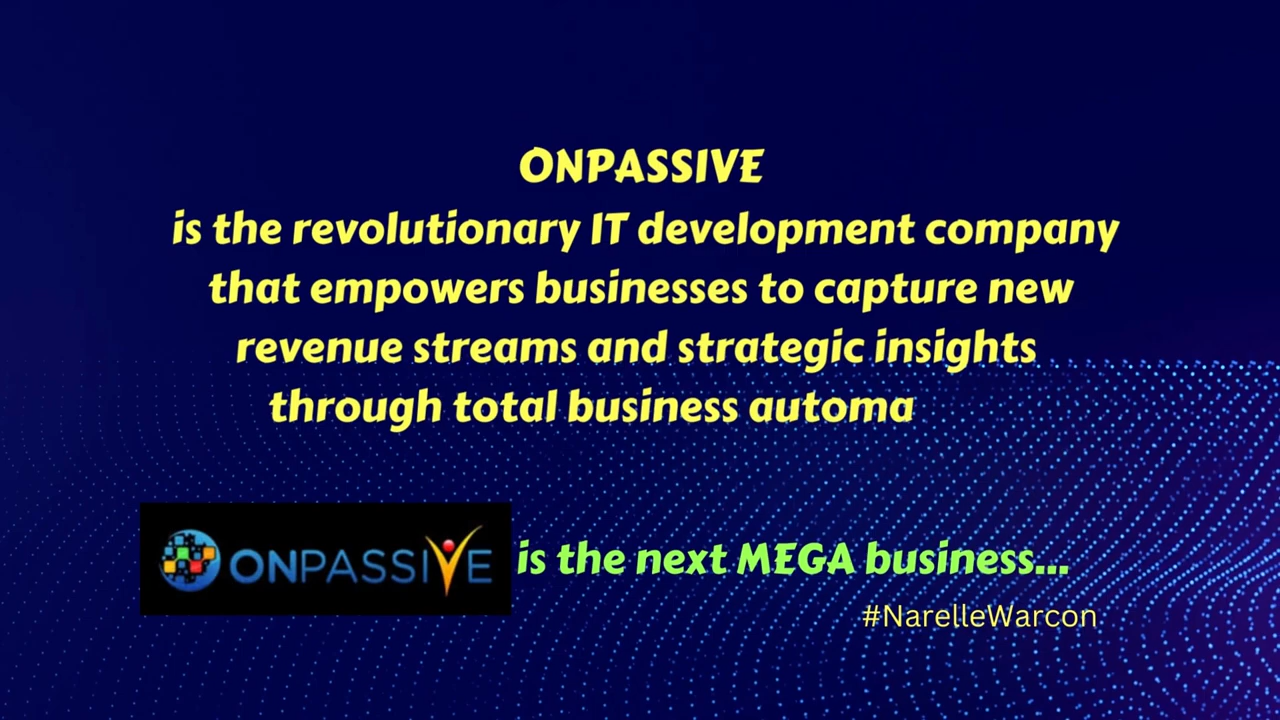 ONPASSIVE
is the revolutionary IT development company
that empowers businesses to capture new
revenue streams and strategic insights
through total business automa
ONPASSIVE is the next MEGA business...
#NarelleWarcon